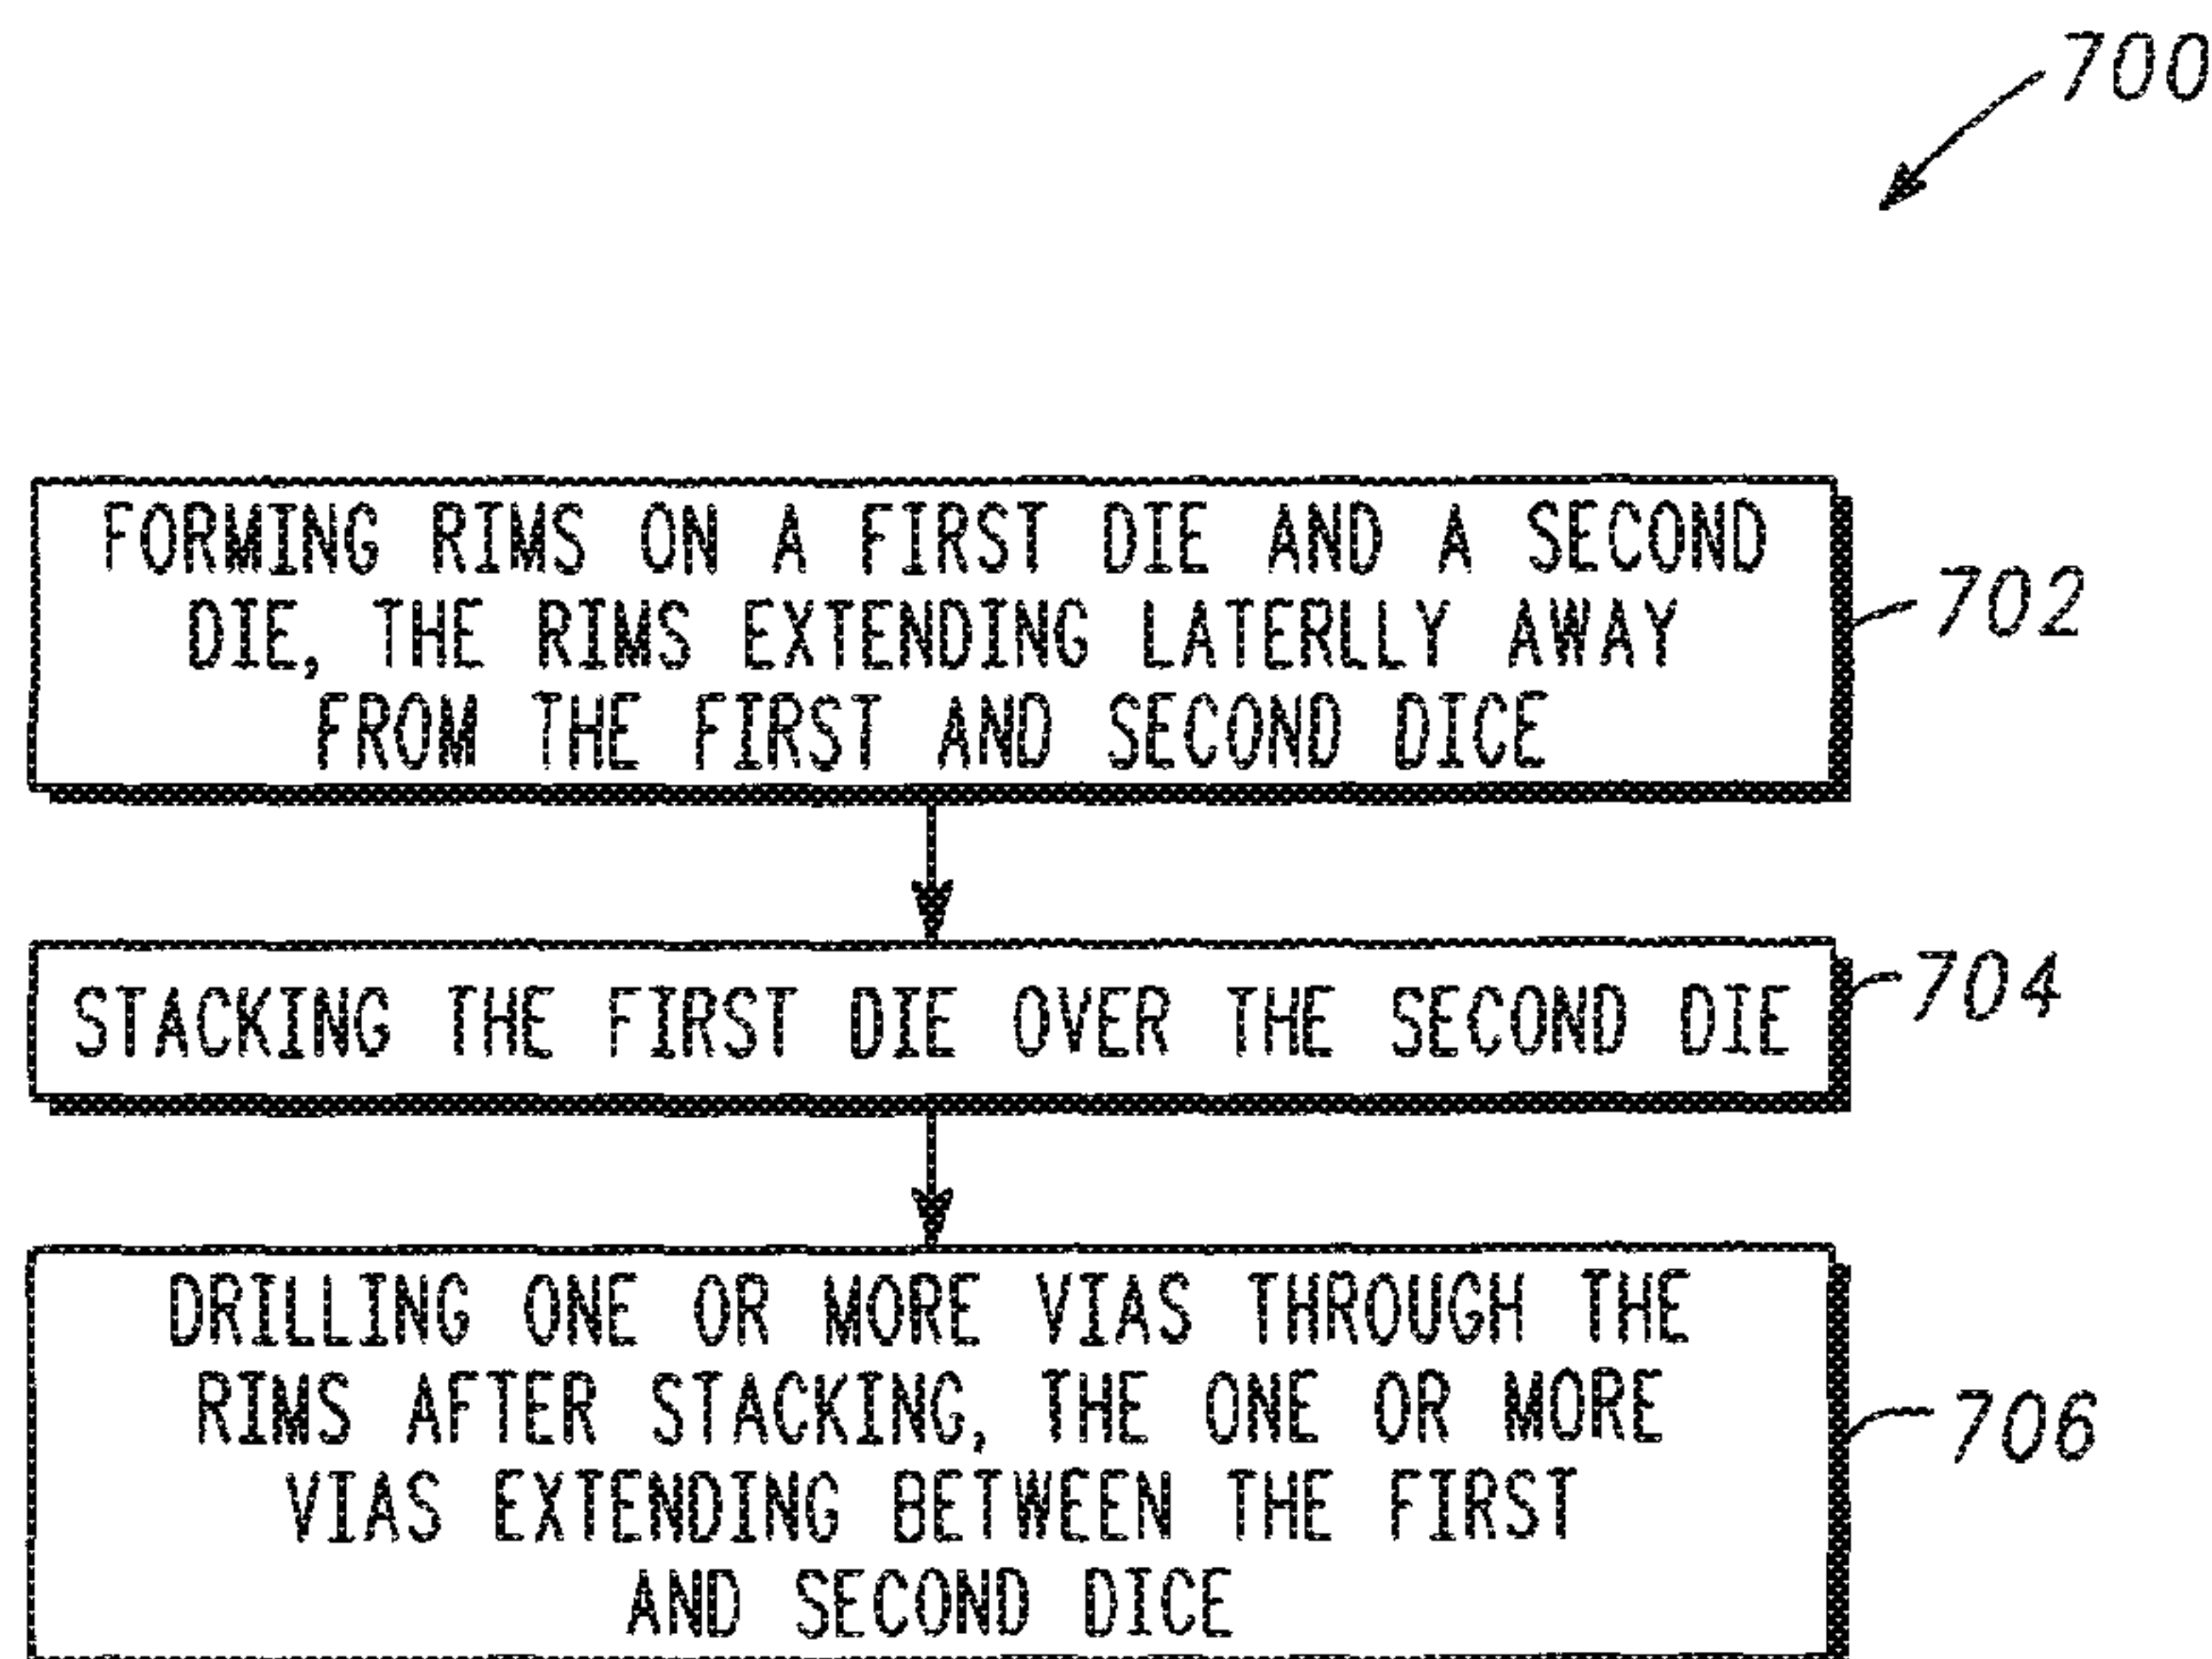 700
FORMING RIMS ON A FIRST DIE AND A SECOND
DIE, THE RIMS EXTENDING LATERLLY AWAY
FROM THE FIRST AND SECOND DICE
702
STACKING THE FIRST DIE OVER THE SECOND DIE
704
DRILLING ONE OR MORE VIAS THROUGH THE
RIMS AFTER STACKING, THE ONE OR MORE
VIAS EXTENDING BETWEEN THE FIRST
AND SECOND DICE
706